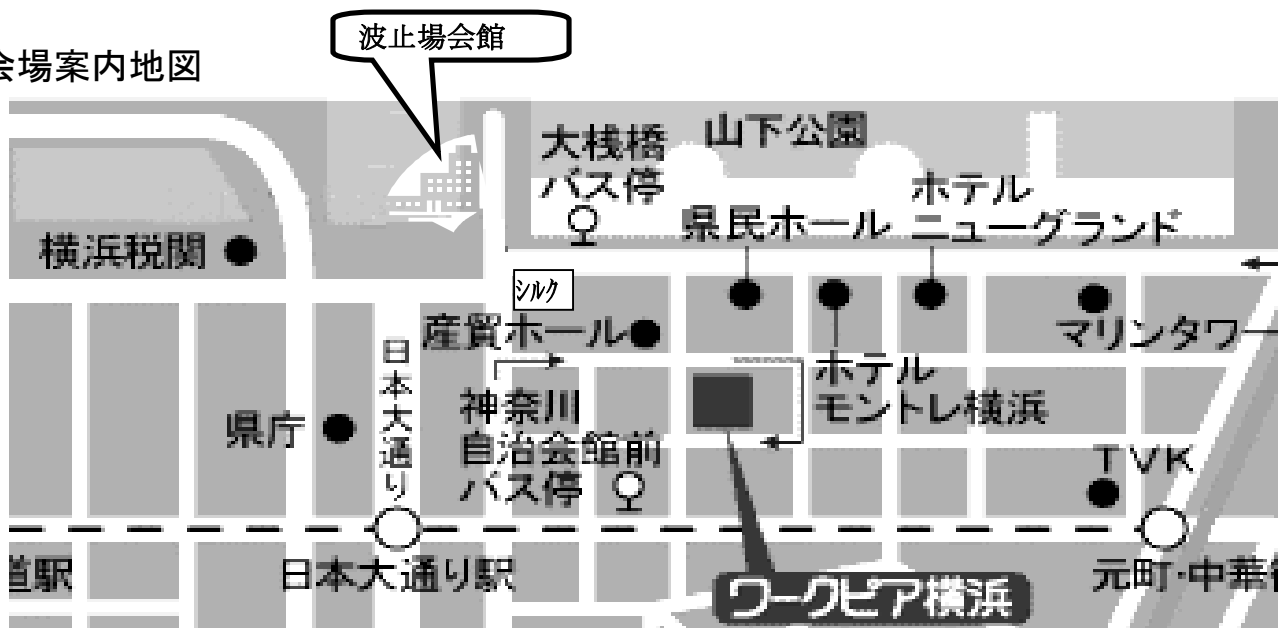 波止場会館
会場案内地図
大桟橋
バス停
山下公園
ホテル
ニューグランド
県民ホール
横浜税関
シルク
産貿ホール
マリンタワー
日本大通り
ホテル
モントレ横浜
神奈川
自治会館前
バス停
県庁
TVK
道駅
日本大通り駅
元町・中華
ワークピア横浜